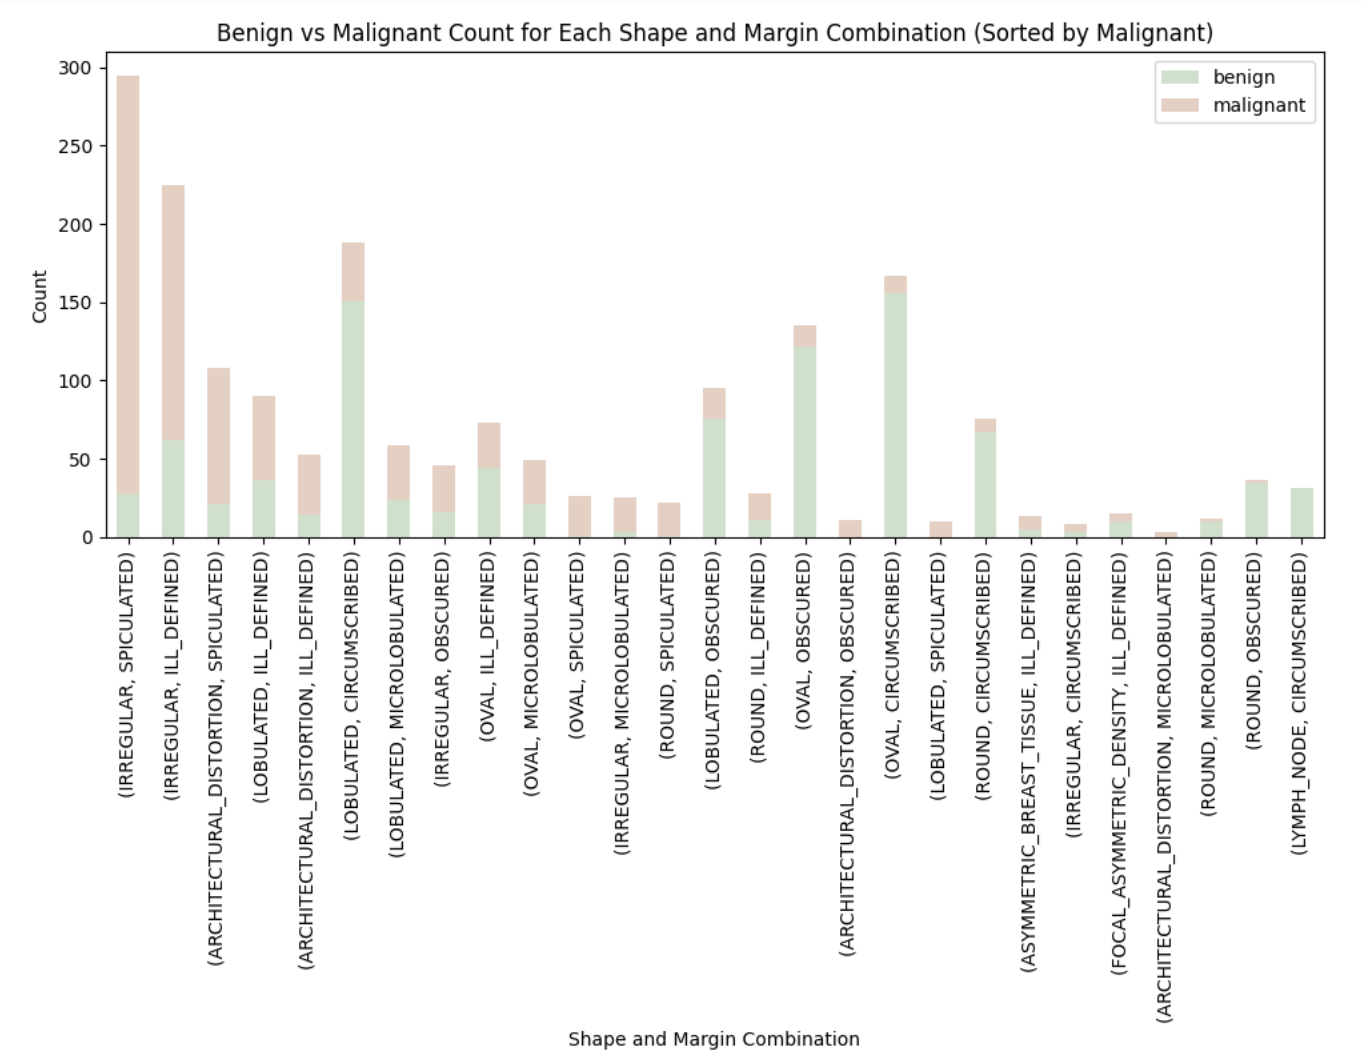 Benign vs Malignant Count for Each Shape and Margin Combination (Sorted by Malignant)
benign
malignant
300
250
200
150
100
50
0
Count
(IRREGULAR, SPICULATED)
(IRREGULAR, ILL_DEFINED)
(ARCHITECTURAL_DISTORTION, SPICULATED)
(LOBULATED, ILL_DEFINED)
(ARCHITECTURAL_DISTORTION, ILL_DEFINED)
(LOBULATED, CIRCUMSCRIBED)
(LOBULATED, MICROLOBULATED)
(IRREGULAR, OBSCURED)
(OVAL, ILL_DEFINED)
(OVAL, MICROLOBULATED)
(OVAL, SPICULATED)
(IRREGULAR, MICROLOBULATED)
(ROUND, SPICULATED)
(LOBULATED, OBSCURED)
(ROUND, ILL_DEFINED)
(OVAL, OBSCURED)
(ARCHITECTURAL_DISTORTION, OBSCURED)
(OVAL, CIRCUMSCRIBED)
(LOBULATED, SPICULATED)
(ROUND, CIRCUMSCRIBED)
(ASYMMETRIC_BREAST_TISSUE, ILL_DEFINED)
(IRREGULAR, CIRCUMSCRIBED)
(FOCAL_ASYMMETRIC_DENSITY, ILL_DEFINED)
(ARCHITECTURAL_DISTORTION, MICROLOBULATED)
(ROUND, MICROLOBULATED)
(ROUND, OBSCURED)
(LYMPH_NODE, CIRCUMSCRIBED)
Shape and Margin Combination